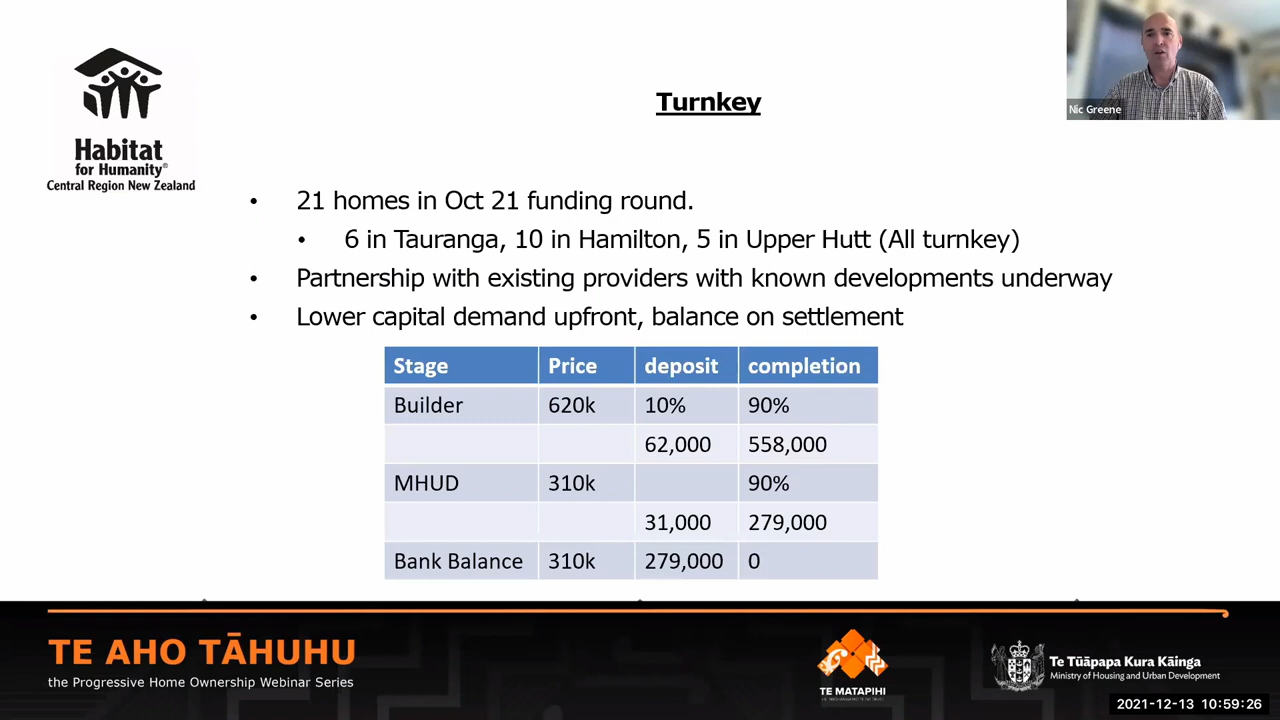 Habitat
for Humanity®
Central Region New Zealand
Nic Greene
Turnkey
• 21 homes in Oct 21 funding round.
• 6 in Tauranga, 10 in Hamilton, 5 in Upper Hutt (All turnkey)
• Partnership with existing providers with known developments underway
• Lower capital demand upfront, balance on settlement
Stage Price deposit completion
Builder 620k 10% 90%
62,000 558,000
MHUD 310k 90%
31,000 279,000
Bank Balance 310k 279,000 0
TE AHO TĀHUHU
the Progressive Home Ownership Webinar Series
TE MATAPIHI
Te Tūāpapa Kura Kāinga
Ministry of Housing and Urban Development
2021-12-13 10:59:26